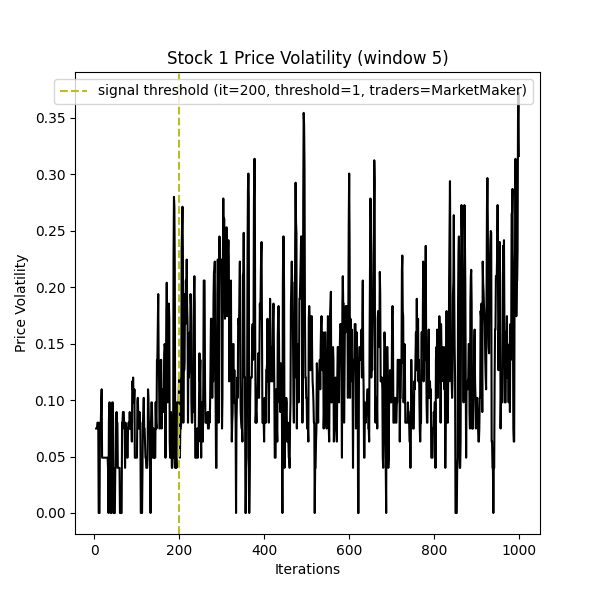 Stock 1 Price Volatility (window 5)
signal threshold (it=200, threshold=1, traders=MarketMaker)
Price Volatility
0.35
0.30
0.25
0.20
0.15
0.10
0.05
0.00
0 200 400 600 800 1000
Iterations